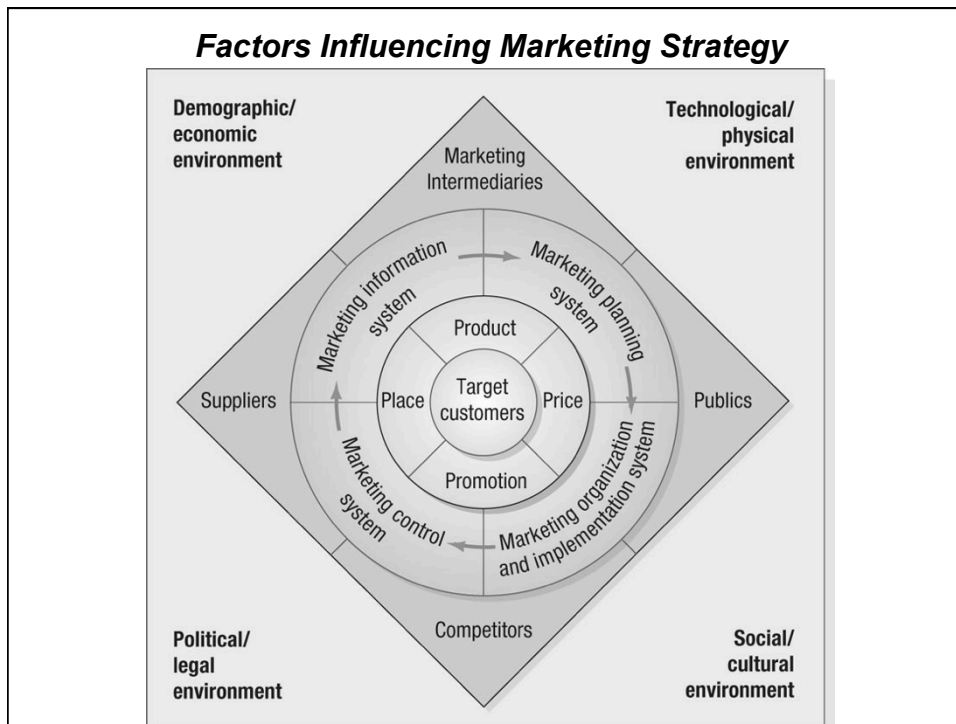 Factors Influencing Marketing Strategy
Demographic/
economic
environment
Technological/
physical
environment
Marketing
Intermediaries
Marketing information
system
Marketing planning
system
Product
Suppliers
Place
Target
customers
Price
Publics
Promotion
Marketing control
system
Marketing organization
and implementation system
Competitors
Political/
legal
environment
Social/
cultural
environment